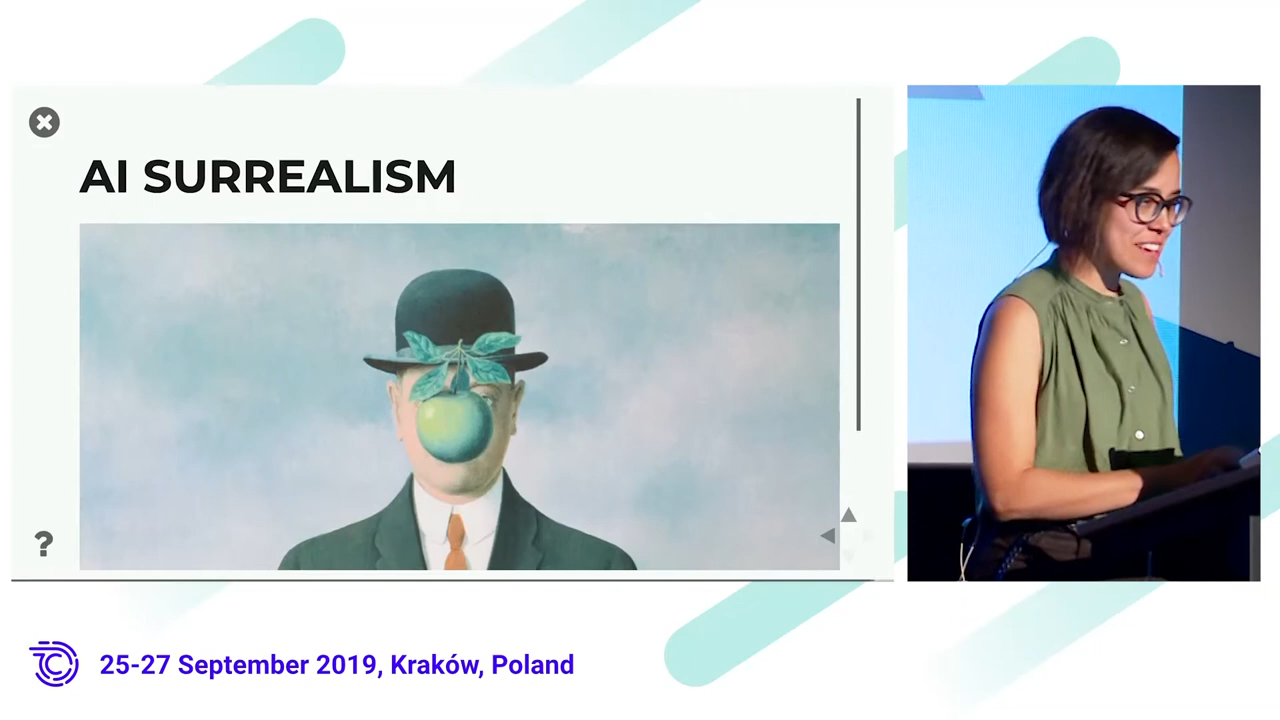 AI SURREALISM
?
25-27 September 2019, Kraków, Poland